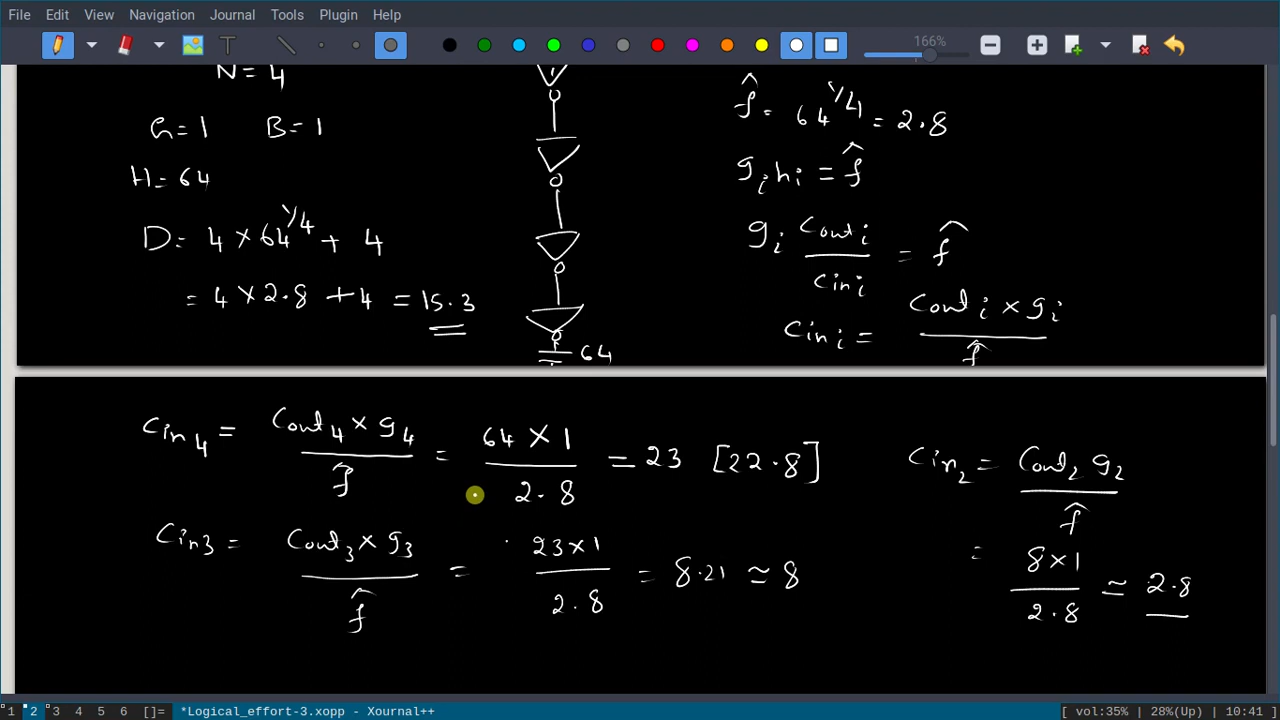 File Edit View Navigation Journal Tools Plugin Help
166%
N = 4
G = 1 B = 1
H = 64
D = 4 × 64^1/4 + 4
= 4 × 2.8 + 4 = 15.3
64
f̂ = 64^1/4 = 2.8
g_i h_i = f̂
g_i Cout_i / Cin_i = f̂
Cin_i = Cout_i × g_i / f̂
Cin_4 = Cout_4 × g_4 / f̂ = 64 × 1 / 2.8 = 23 [22.8]
Cin_3 = Cout_3 × g_3 / f̂ = 23 × 1 / 2.8 = 8.21 ≃ 8
Cin_2 = Cout_2 g_2 / f̂
= 8 × 1 / 2.8 ≃ 2.8
1 2 3 4 5 6 []= *Logical_effort-3.xopp - Xournal++ [ vol:35% | 28%(Up) | 10:41 ]